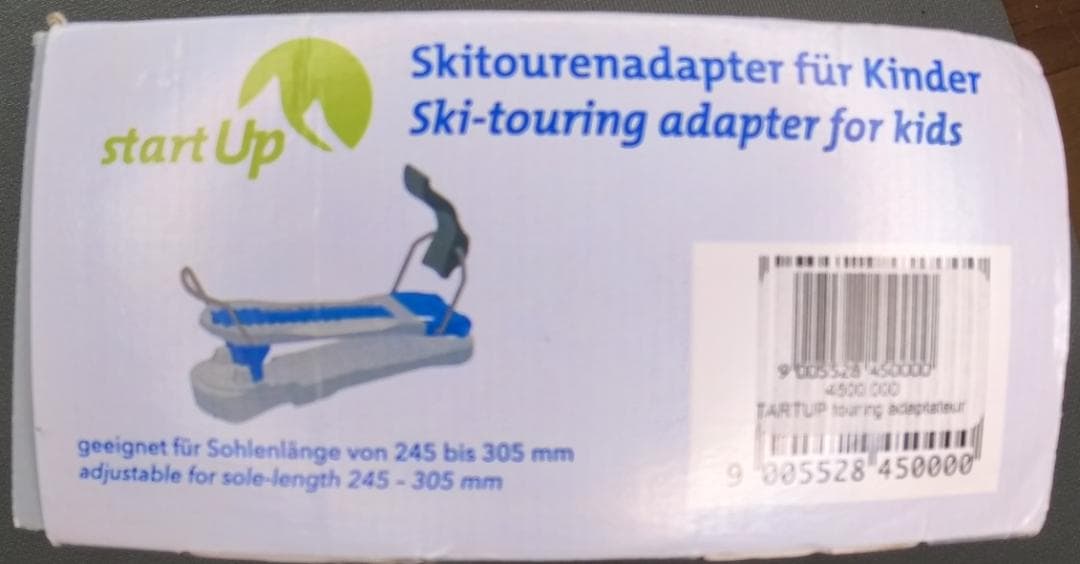 start Up
Skitourenadapter für Kinder
Ski-touring adapter for kids
geeignet für Sohlenlänge von 245 bis 305 mm
adjustable for sole-length 245 - 305 mm
9 005528 450000
4500 000
TARTUP touring adaptateur
9 005528 450000